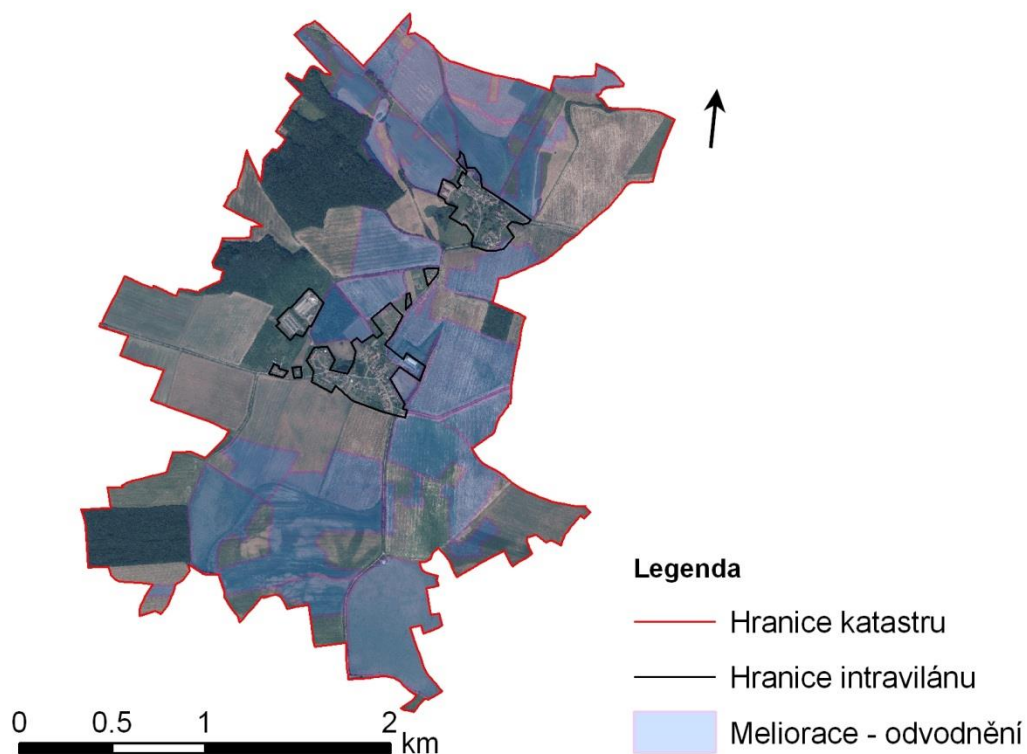 Legenda
Hranice katastru
Hranice intravilánu
Meliorace - odvodnění
0 0.5 1 2
km